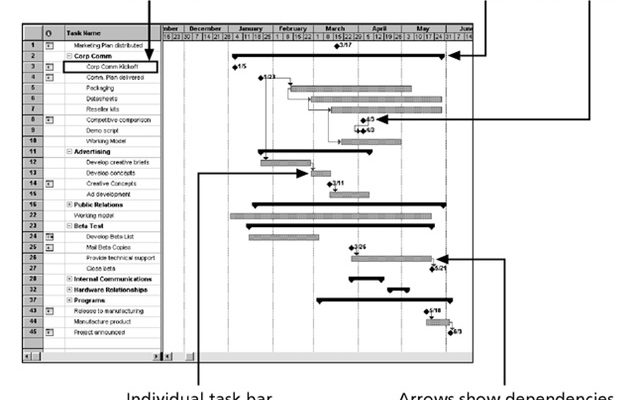 Task Name
mber December January February March April May June
16 23 30 7 14 21 28 4 11 18 25 1 8 15 22 1 8 15 22 29 5 12 19 26 3 10 17 24 31 7 14
1 Marketing Plan distributed 3/17
2 Corp Comm
3 Corp Comm Kickoff 1/5
4 Comm. Plan delivered 1/23
5 Packaging
6 Datasheets
7 Reseller kits
8 Competitive comparison 4/3
9 Demo script 4/3
10 Working Model
11 Advertising
12 Develop creative briefs
13 Develop concepts
14 Creative Concepts 3/11
15 Ad development
16 Public Relations
22 Working model
23 Beta Test
24 Develop Beta List
25 Mail Beta Copies 3/26
26 Provide technical support
27 Close beta 5/21
28 Internal Communications
32 Hardware Relationships
37 Programs
43 Release to manufacturing 5/18
44 Manufacture product
45 Project announced 6/3
Individual task bar Arrows show dependencies